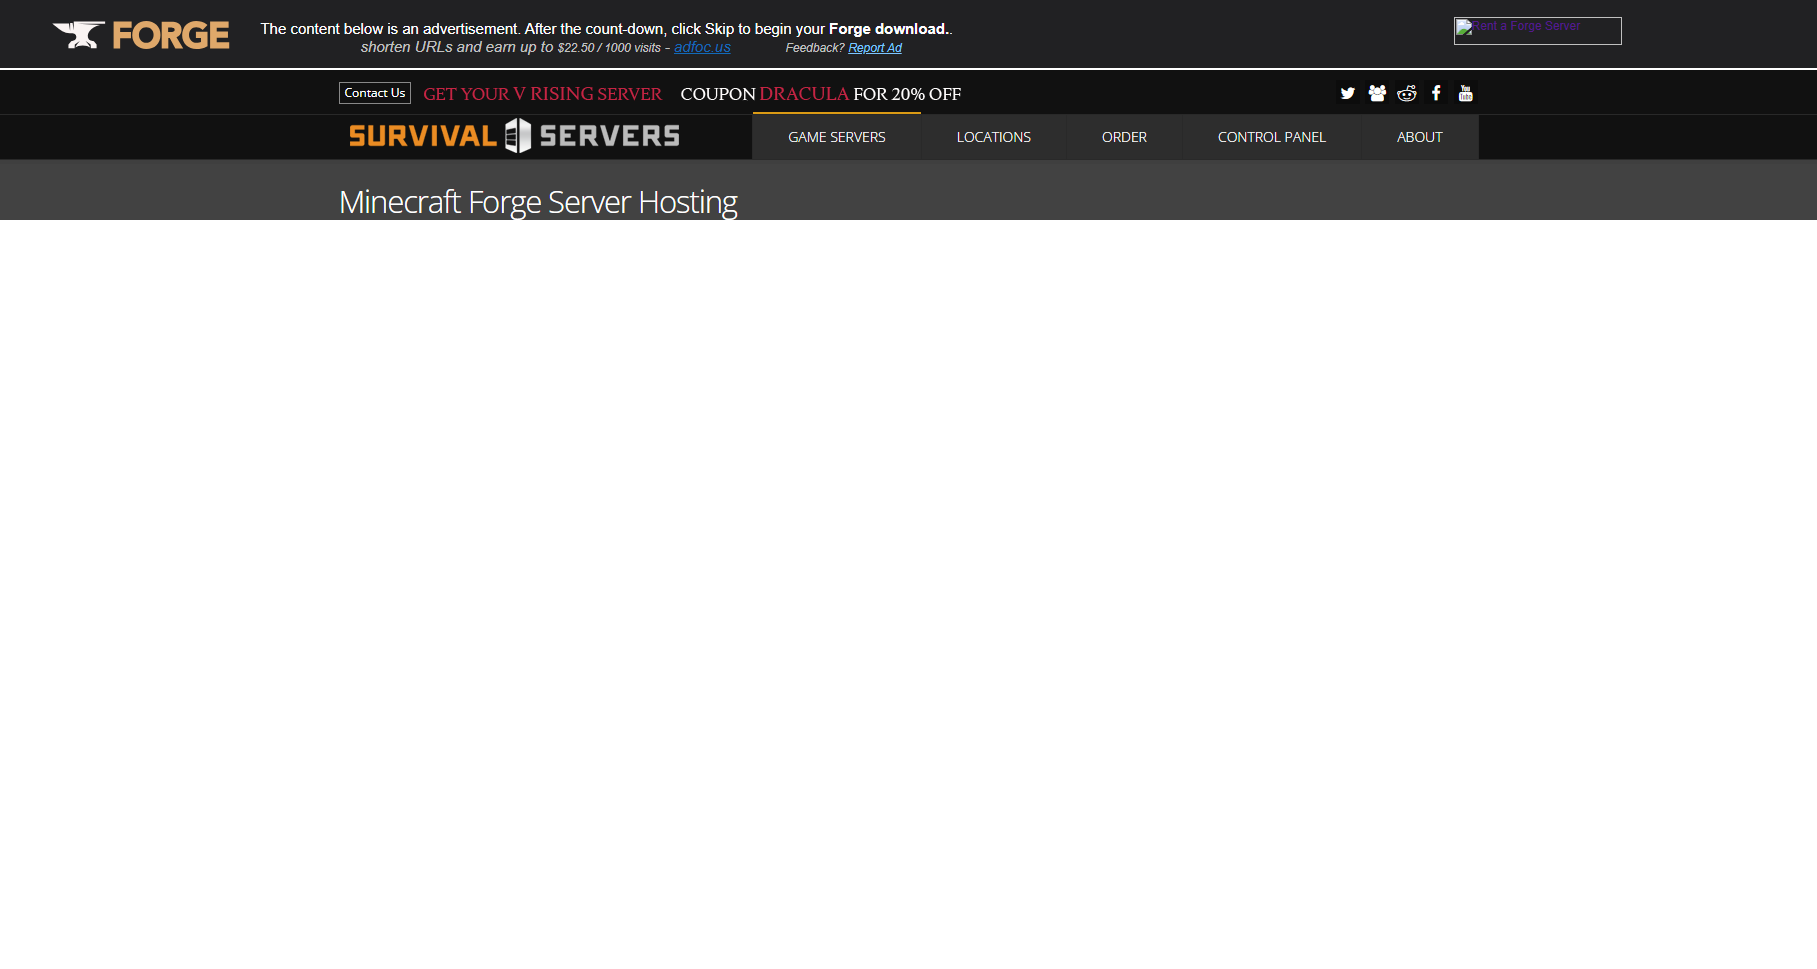 FORGE
The content below is an advertisement. After the count-down, click Skip to begin your Forge download..
shorten URLs and earn up to $22.50 / 1000 visits - adfoc.us Feedback? Report Ad
Rent a Forge Server
Contact Us GET YOUR V RISING SERVER COUPON DRACULA FOR 20% OFF
You Tube
SURVIVAL SERVERS
GAME SERVERS LOCATIONS ORDER CONTROL PANEL ABOUT
Minecraft Forge Server Hosting